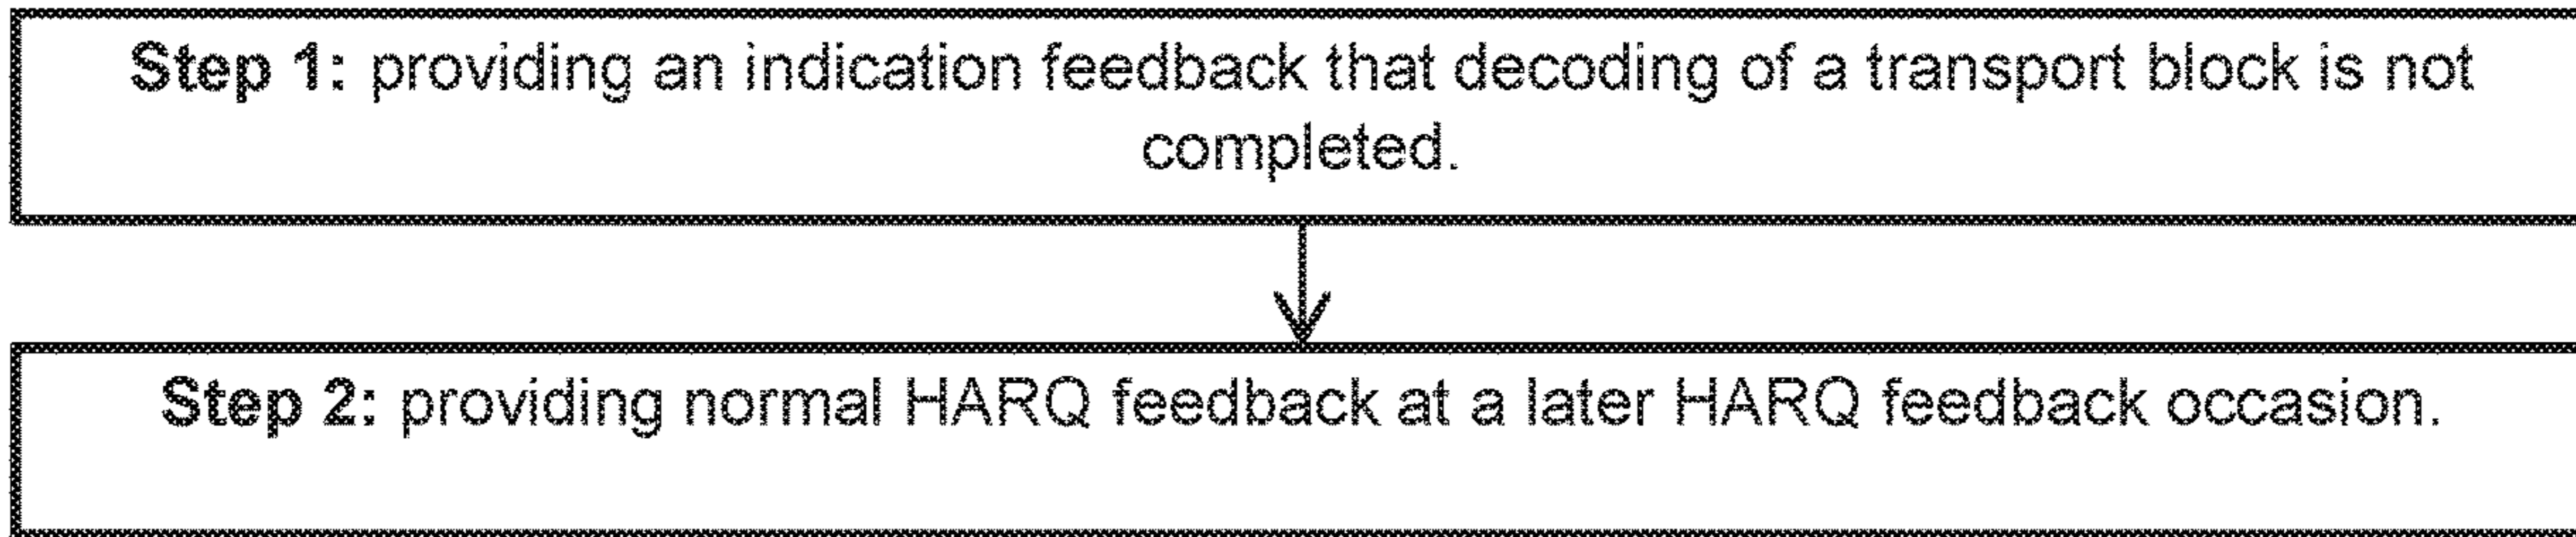 Step 1: providing an indication feedback that decoding of a transport block is not
completed.
Step 2: providing normal HARQ feedback at a later HARQ feedback occasion.